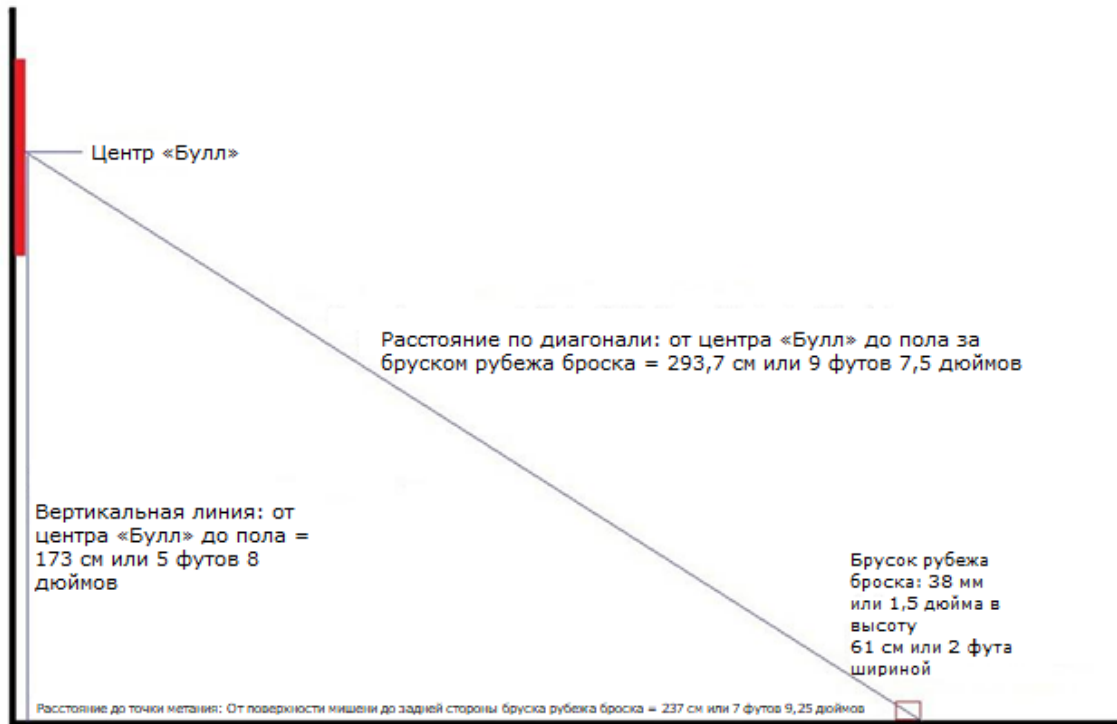 Центр «Булл»
Расстояние по диагонали: от центра «Булл» до пола за
бруском рубежа броска = 293,7 см или 9 футов 7,5 дюймов
Вертикальная линия: от
центра «Булл» до пола =
173 см или 5 футов 8
дюймов
Брусок рубежа
броска: 38 мм
или 1,5 дюйма в
высоту
61 см или 2 фута
шириной
Расстояние до точки метания: От поверхности мишени до задней стороны бруска рубежа броска = 237 см или 7 футов 9,25 дюймов